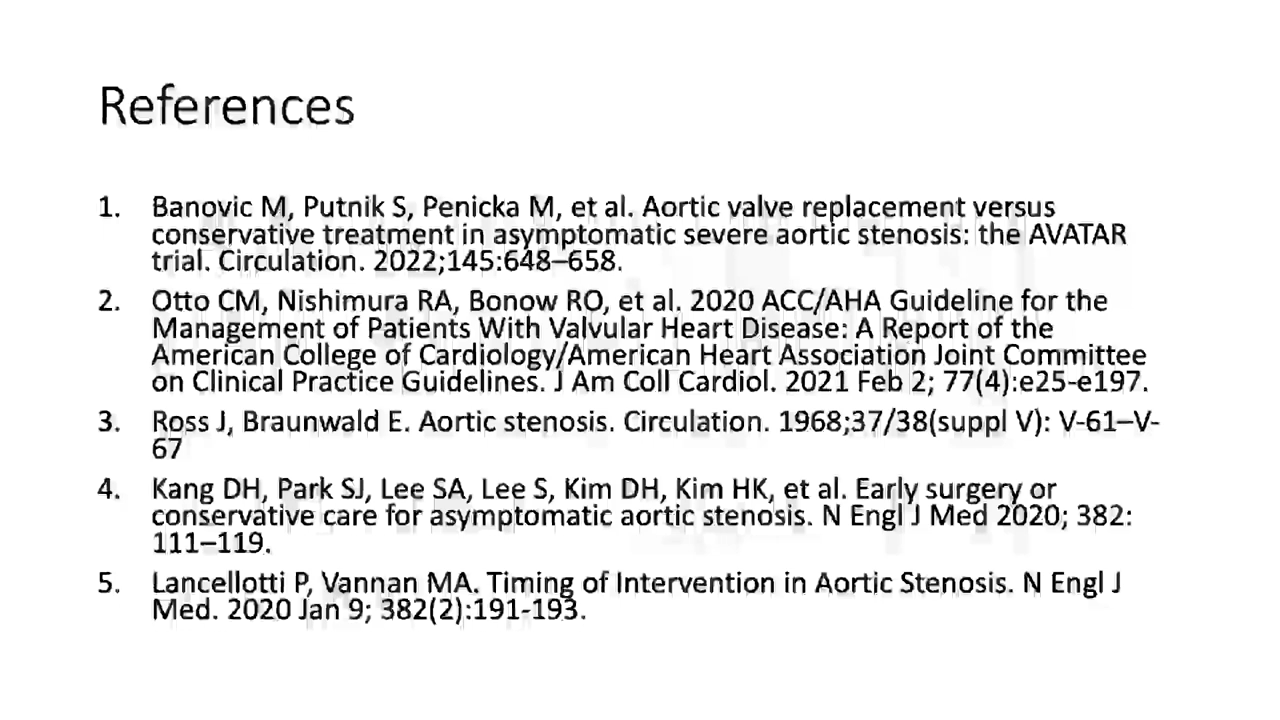 References
1. Banovic M, Putnik S, Penicka M, et al. Aortic valve replacement versus
conservative treatment in asymptomatic severe aortic stenosis: the AVATAR
trial. Circulation. 2022;145:648–658.
2. Otto CM, Nishimura RA, Bonow RO, et al. 2020 ACC/AHA Guideline for the
Management of Patients With Valvular Heart Disease: A Report of the
American College of Cardiology/American Heart Association Joint Committee
on Clinical Practice Guidelines. J Am Coll Cardiol. 2021 Feb 2; 77(4):e25-e197.
3. Ross J, Braunwald E. Aortic stenosis. Circulation. 1968;37/38(suppl V): V-61–V-
67
4. Kang DH, Park SJ, Lee SA, Lee S, Kim DH, Kim HK, et al. Early surgery or
conservative care for asymptomatic aortic stenosis. N Engl J Med 2020; 382:
111–119.
5. Lancellotti P, Vannan MA. Timing of Intervention in Aortic Stenosis. N Engl J
Med. 2020 Jan 9; 382(2):191-193.